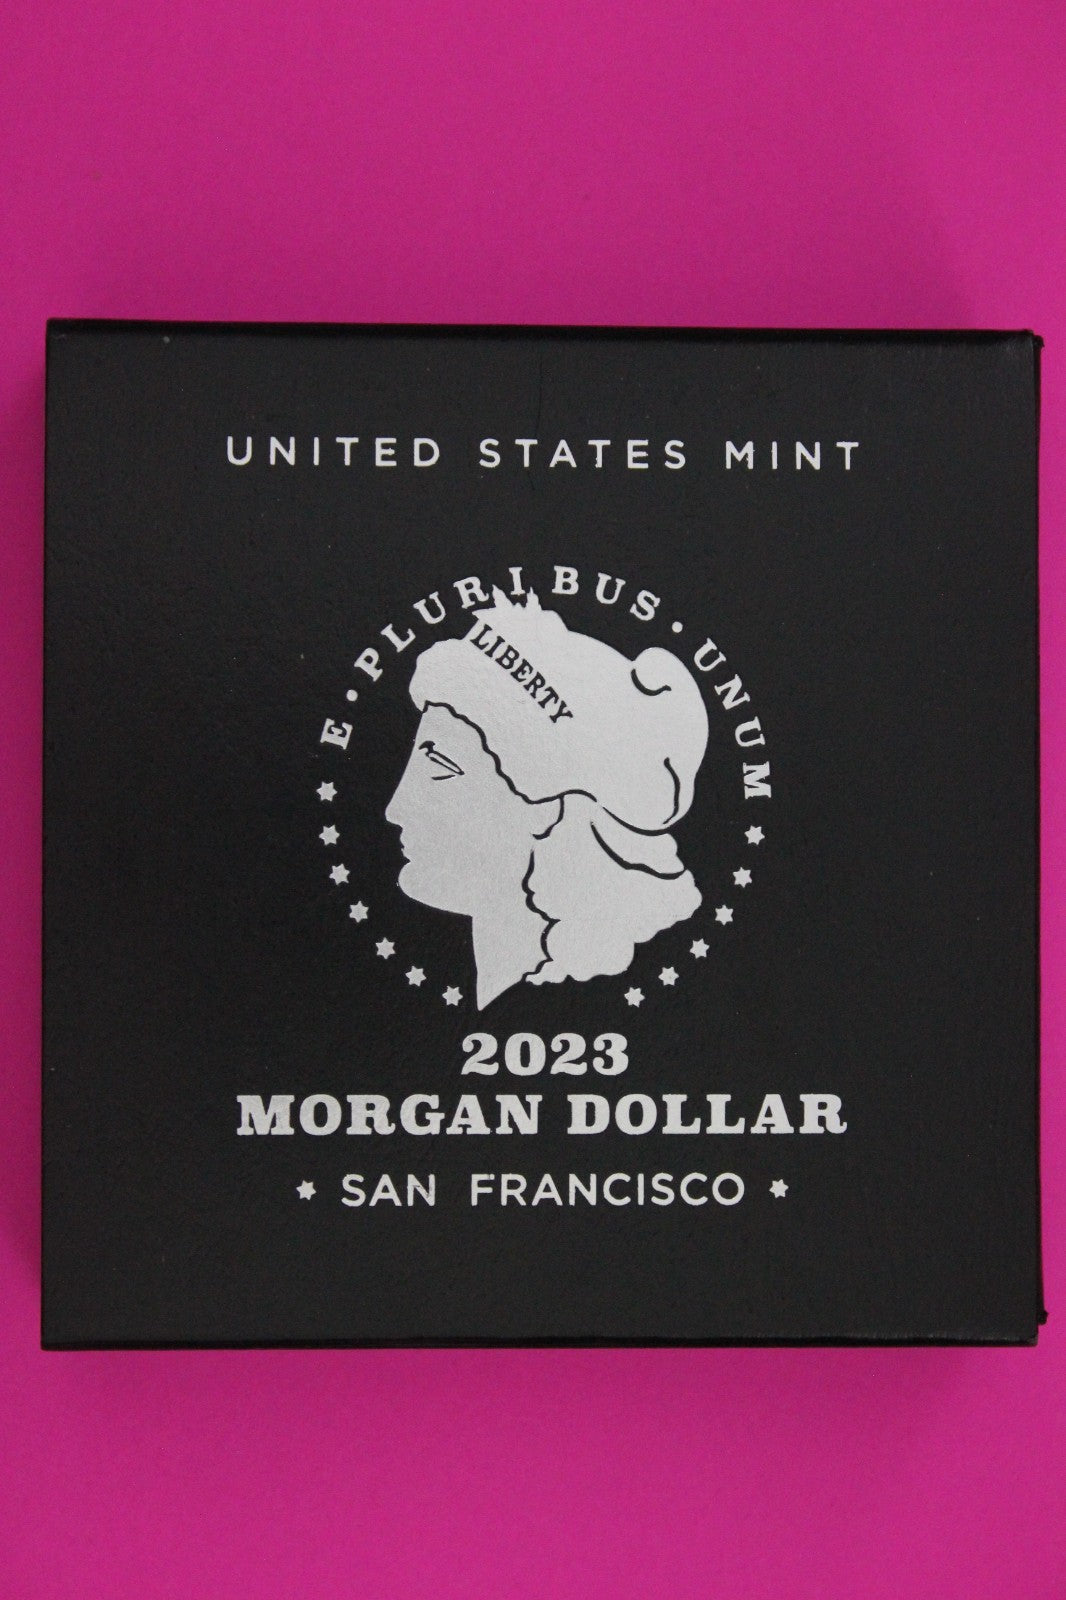 UNITED STATES MINT
E · PLURIBUS · UNUM
LIBERTY
2023
MORGAN DOLLAR
★ SAN FRANCISCO ★